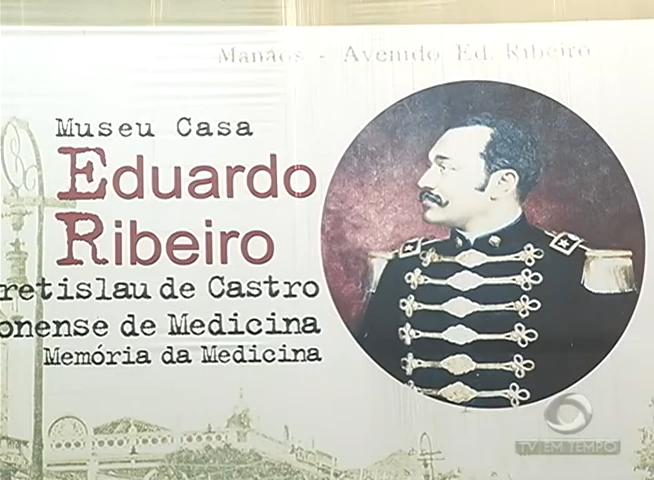 Manáos - Avenido Ed. Ribeiro
Museu Casa
Eduardo
Ribeiro
retislau de Castro
onense de Medicina
Memória da Medicina
TV EM TEMPO